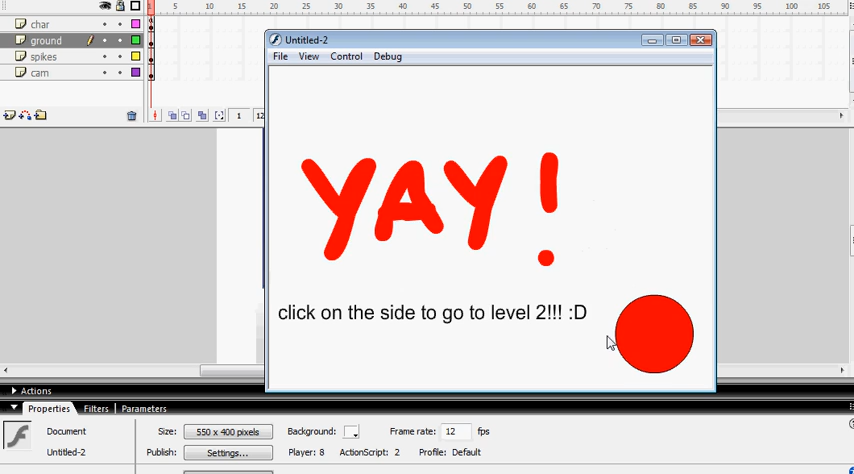 1 5 10 15 20 25 30 35 40 45 50 55 60 65 70 75 80 85 90 95 100 105
char
ground
spikes
cam
Untitled-2
File View Control Debug
1 12
YAY!
click on the side to go to level 2!!! :D
Actions
Properties Filters Parameters
Document Size: 550 x 400 pixels Background: Frame rate: 12 fps
Untitled-2 Publish: Settings... Player: 8 ActionScript: 2 Profile: Default